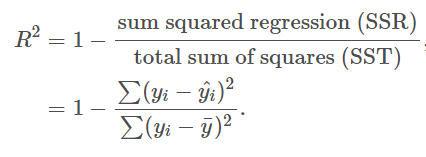 R² = 1 − sum squared regression (SSR) / total sum of squares (SST),
= 1 − ∑(yᵢ − ŷᵢ)² / ∑(yᵢ − ȳ)².